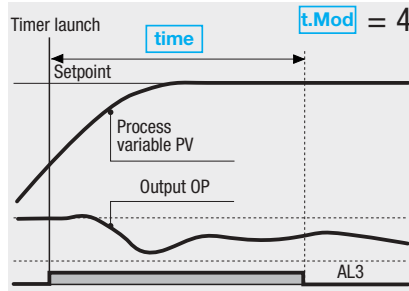 Timer launch
t.Mod = 4
time
Setpoint
Process
variable PV
Output OP
AL3